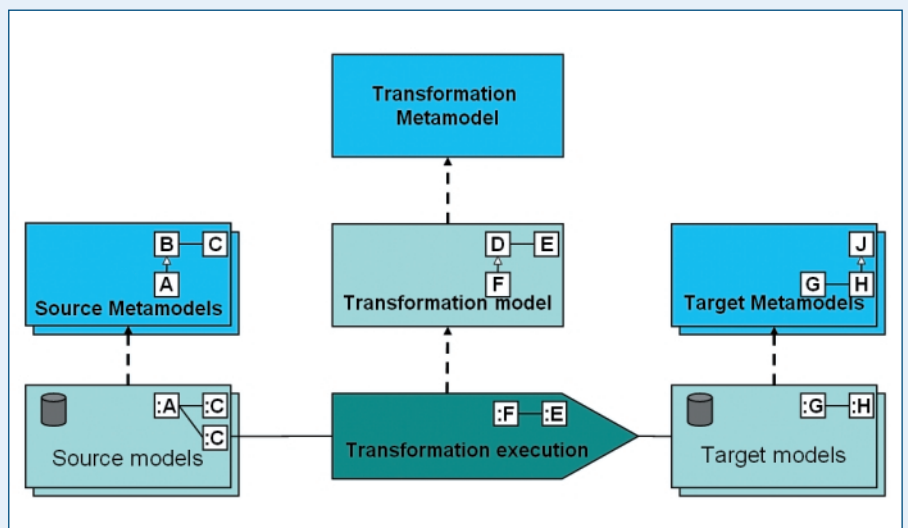 Transformation
Metamodel
B C
A
Source Metamodels
D E
F
Transformation model
J
G H
Target Metamodels
:A :C
:C
Source models
:F :E
Transformation execution
:G :H
Target models